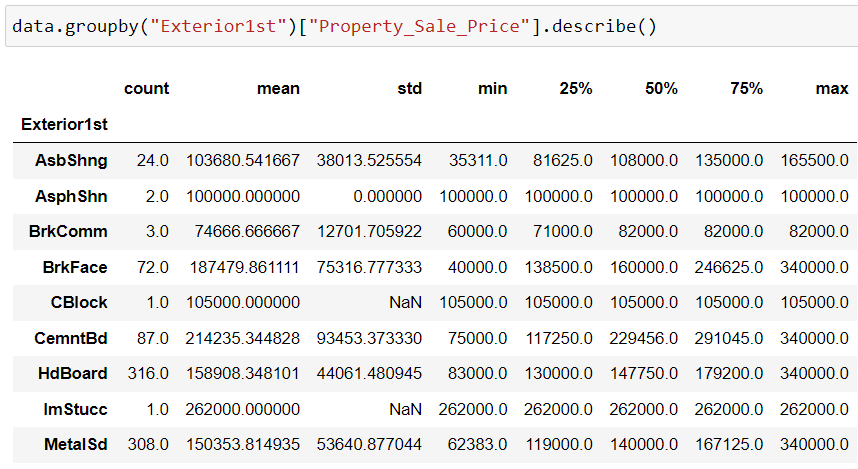 data.groupby("Exterior1st")["Property_Sale_Price"].describe()
count mean std min 25% 50% 75% max
Exterior1st
AsbShng 24.0 103680.541667 38013.525554 35311.0 81625.0 108000.0 135000.0 165500.0
AsphShn 2.0 100000.000000 0.000000 100000.0 100000.0 100000.0 100000.0 100000.0
BrkComm 3.0 74666.666667 12701.705922 60000.0 71000.0 82000.0 82000.0 82000.0
BrkFace 72.0 187479.861111 75316.777333 40000.0 138500.0 160000.0 246625.0 340000.0
CBlock 1.0 105000.000000 NaN 105000.0 105000.0 105000.0 105000.0 105000.0
CemntBd 87.0 214235.344828 93453.373330 75000.0 117250.0 229456.0 291045.0 340000.0
HdBoard 316.0 158908.348101 44061.480945 83000.0 130000.0 147750.0 179200.0 340000.0
ImStucc 1.0 262000.000000 NaN 262000.0 262000.0 262000.0 262000.0 262000.0
MetalSd 308.0 150353.814935 53640.877044 62383.0 119000.0 140000.0 167125.0 340000.0